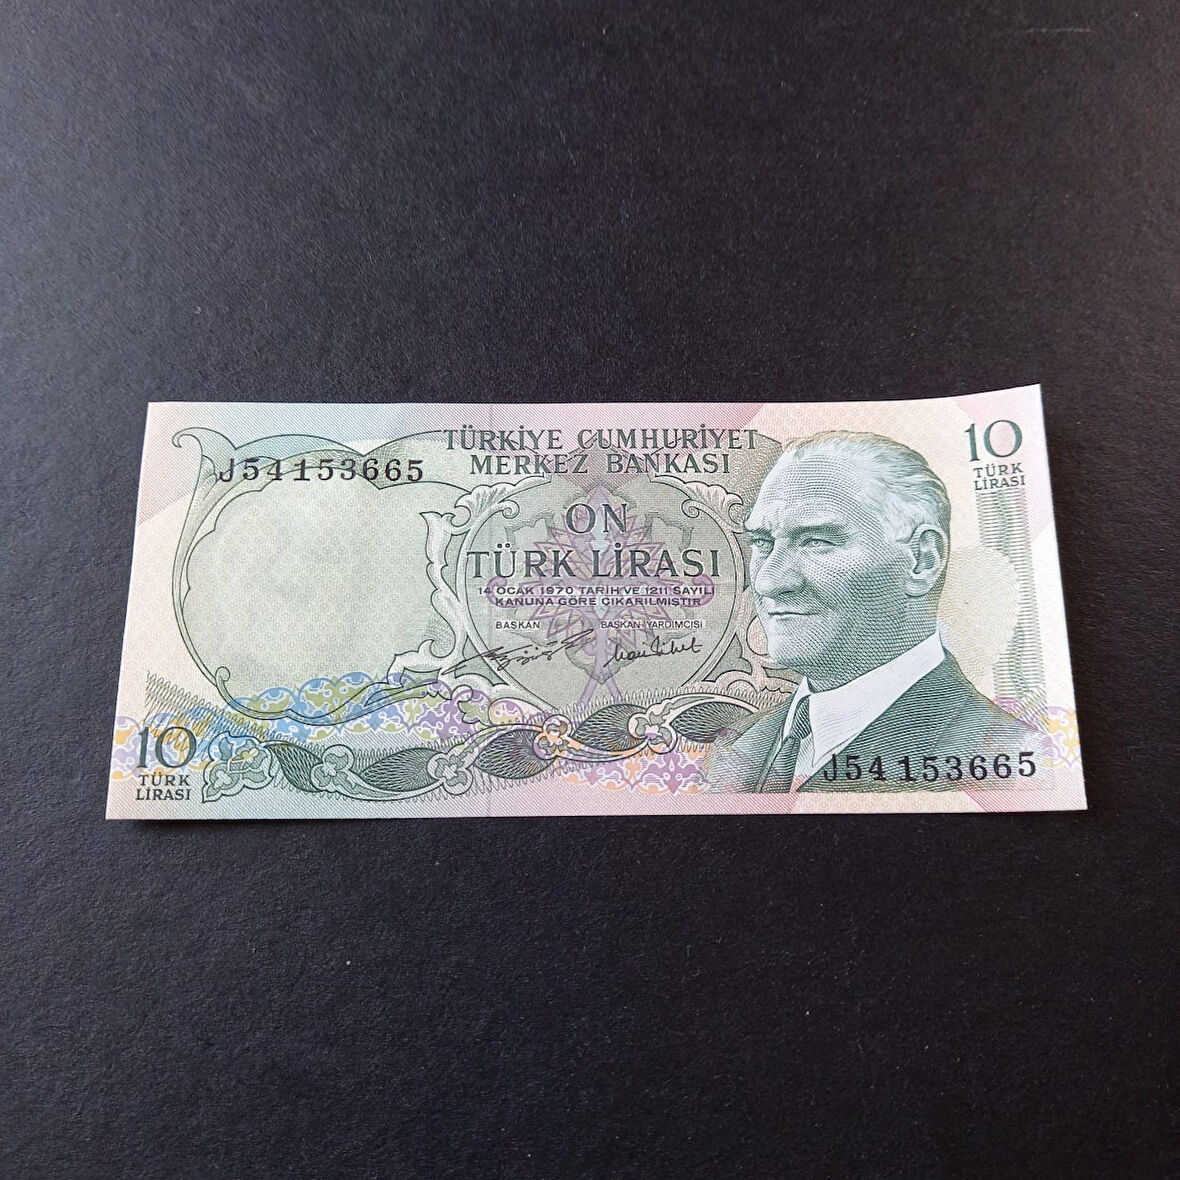 TÜRKİYE CUMHURİYET
MERKEZ BANKASI
10
TÜRK
LİRASI
J54153665
ON
TÜRK LİRASI
14 OCAK 1970 TARİH VE 1211 SAYILI
KANUNA GÖRE ÇIKARILMIŞTIR
BAŞKAN BAŞKAN YARDIMCISI
10
TÜRK
LİRASI
J54153665